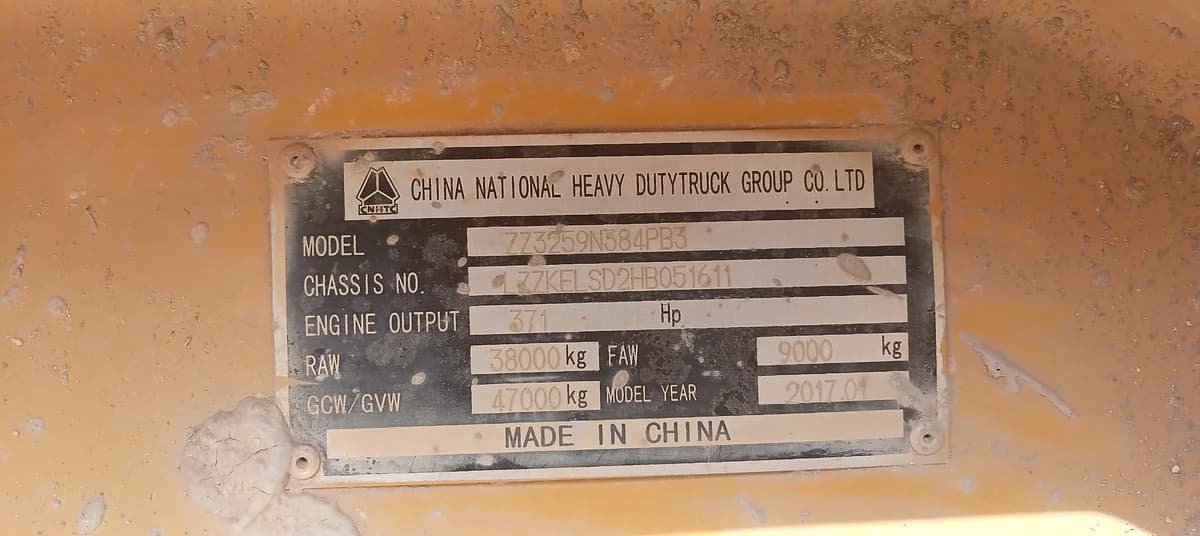 CNHTC CHINA NATIONAL HEAVY DUTYTRUCK GROUP CO.LTD
MODEL ZZ3259N384PB3
CHASSIS NO. LZZKELSD2HB051611
ENGINE OUTPUT 371 Hp
RAW 38000 kg FAW 9000 kg
GCW/GVW 47000 kg MODEL YEAR 2017.01
MADE IN CHINA